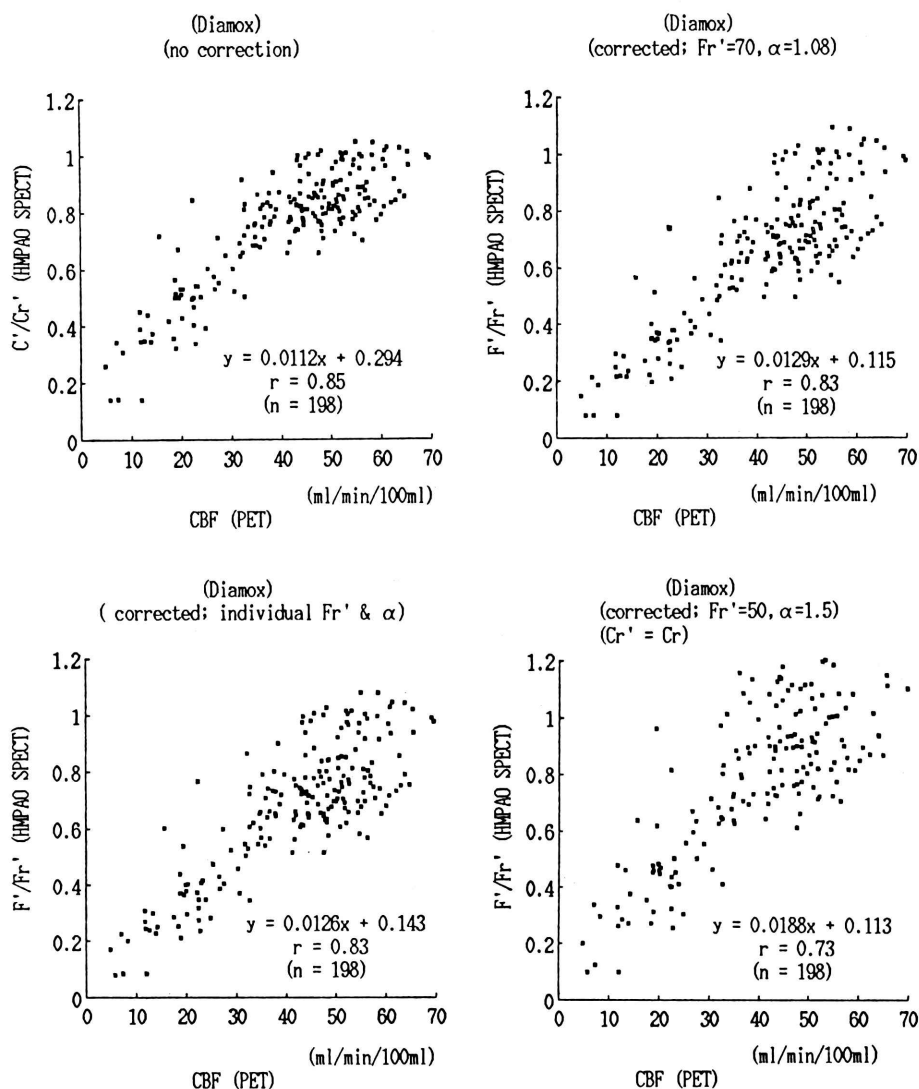 (Diamox)
(no correction)
1.2
1
0.8
0.6
0.4
0.2
0
C'/Cr' (HMPAO SPECT)
y = 0.0112x + 0.294
r = 0.85
(n = 198)
0 10 20 30 40 50 60 70
(ml/min/100ml)
CBF (PET)
(Diamox)
(corrected; Fr'=70, α=1.08)
1.2
1
0.8
0.6
0.4
0.2
0
F'/Fr' (HMPAO SPECT)
y = 0.0129x + 0.115
r = 0.83
(n = 198)
0 10 20 30 40 50 60 70
(ml/min/100ml)
CBF (PET)
(Diamox)
( corrected; individual Fr' & α)
1.2
1
0.8
0.6
0.4
0.2
0
F'/Fr' (HMPAO SPECT)
y = 0.0126x + 0.143
r = 0.83
(n = 198)
0 10 20 30 40 50 60 70
(ml/min/100ml)
CBF (PET)
(Diamox)
(corrected; Fr'=50, α=1.5)
(Cr' = Cr)
1.2
1
0.8
0.6
0.4
0.2
0
F'/Fr' (HMPAO SPECT)
y = 0.0188x + 0.113
r = 0.73
(n = 198)
0 10 20 30 40 50 60 70
(ml/min/100ml)
CBF (PET)